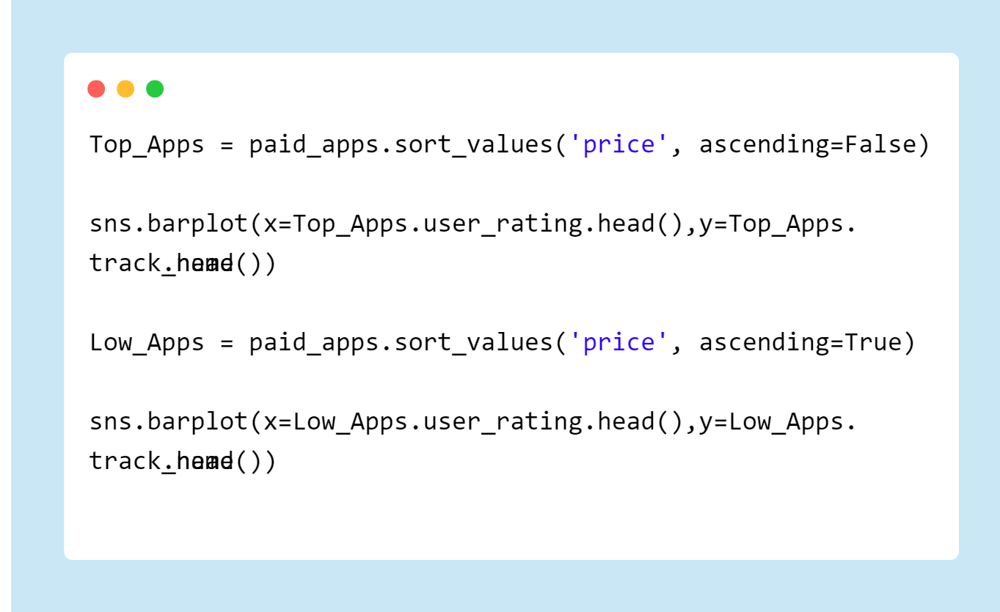 Top_Apps = paid_apps.sort_values('price', ascending=False)
sns.barplot(x=Top_Apps.user_rating.head(),y=Top_Apps.
track_name.head())
Low_Apps = paid_apps.sort_values('price', ascending=True)
sns.barplot(x=Low_Apps.user_rating.head(),y=Low_Apps.
track_name.head())